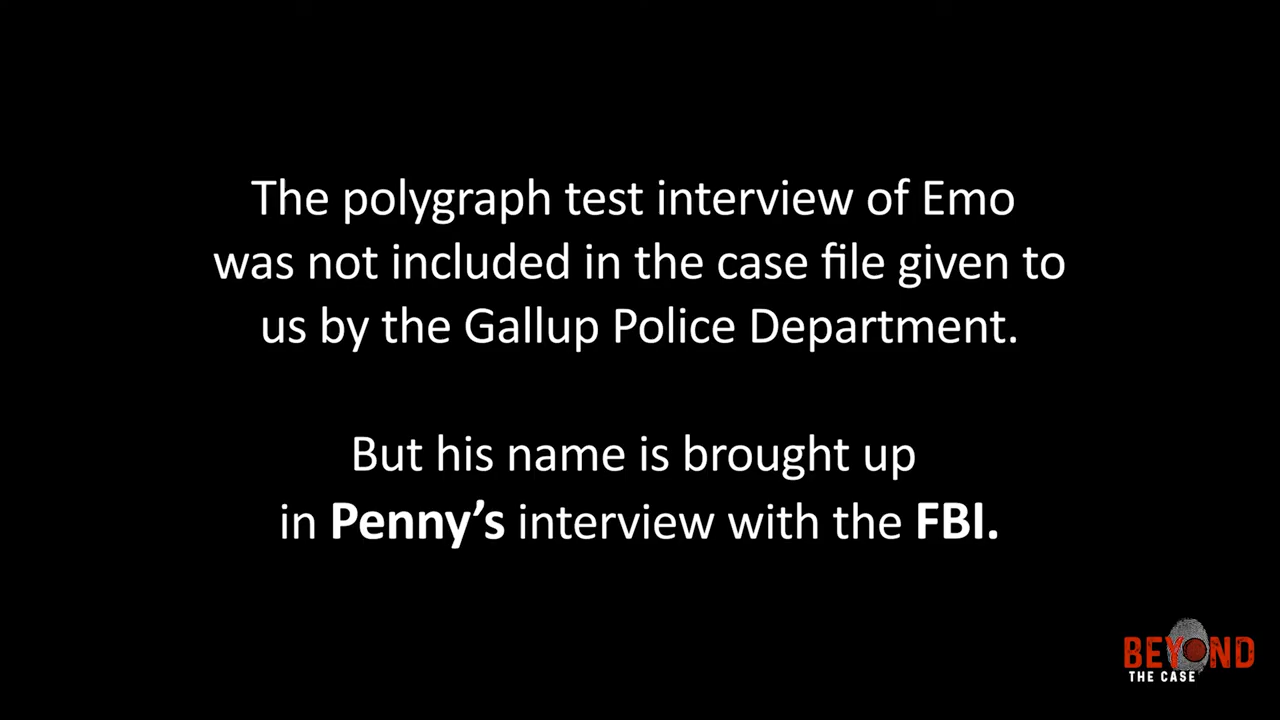 The polygraph test interview of Emo
was not included in the case file given to
us by the Gallup Police Department.
But his name is brought up
in Penny's interview with the FBI.
BEYOND
THE CASE